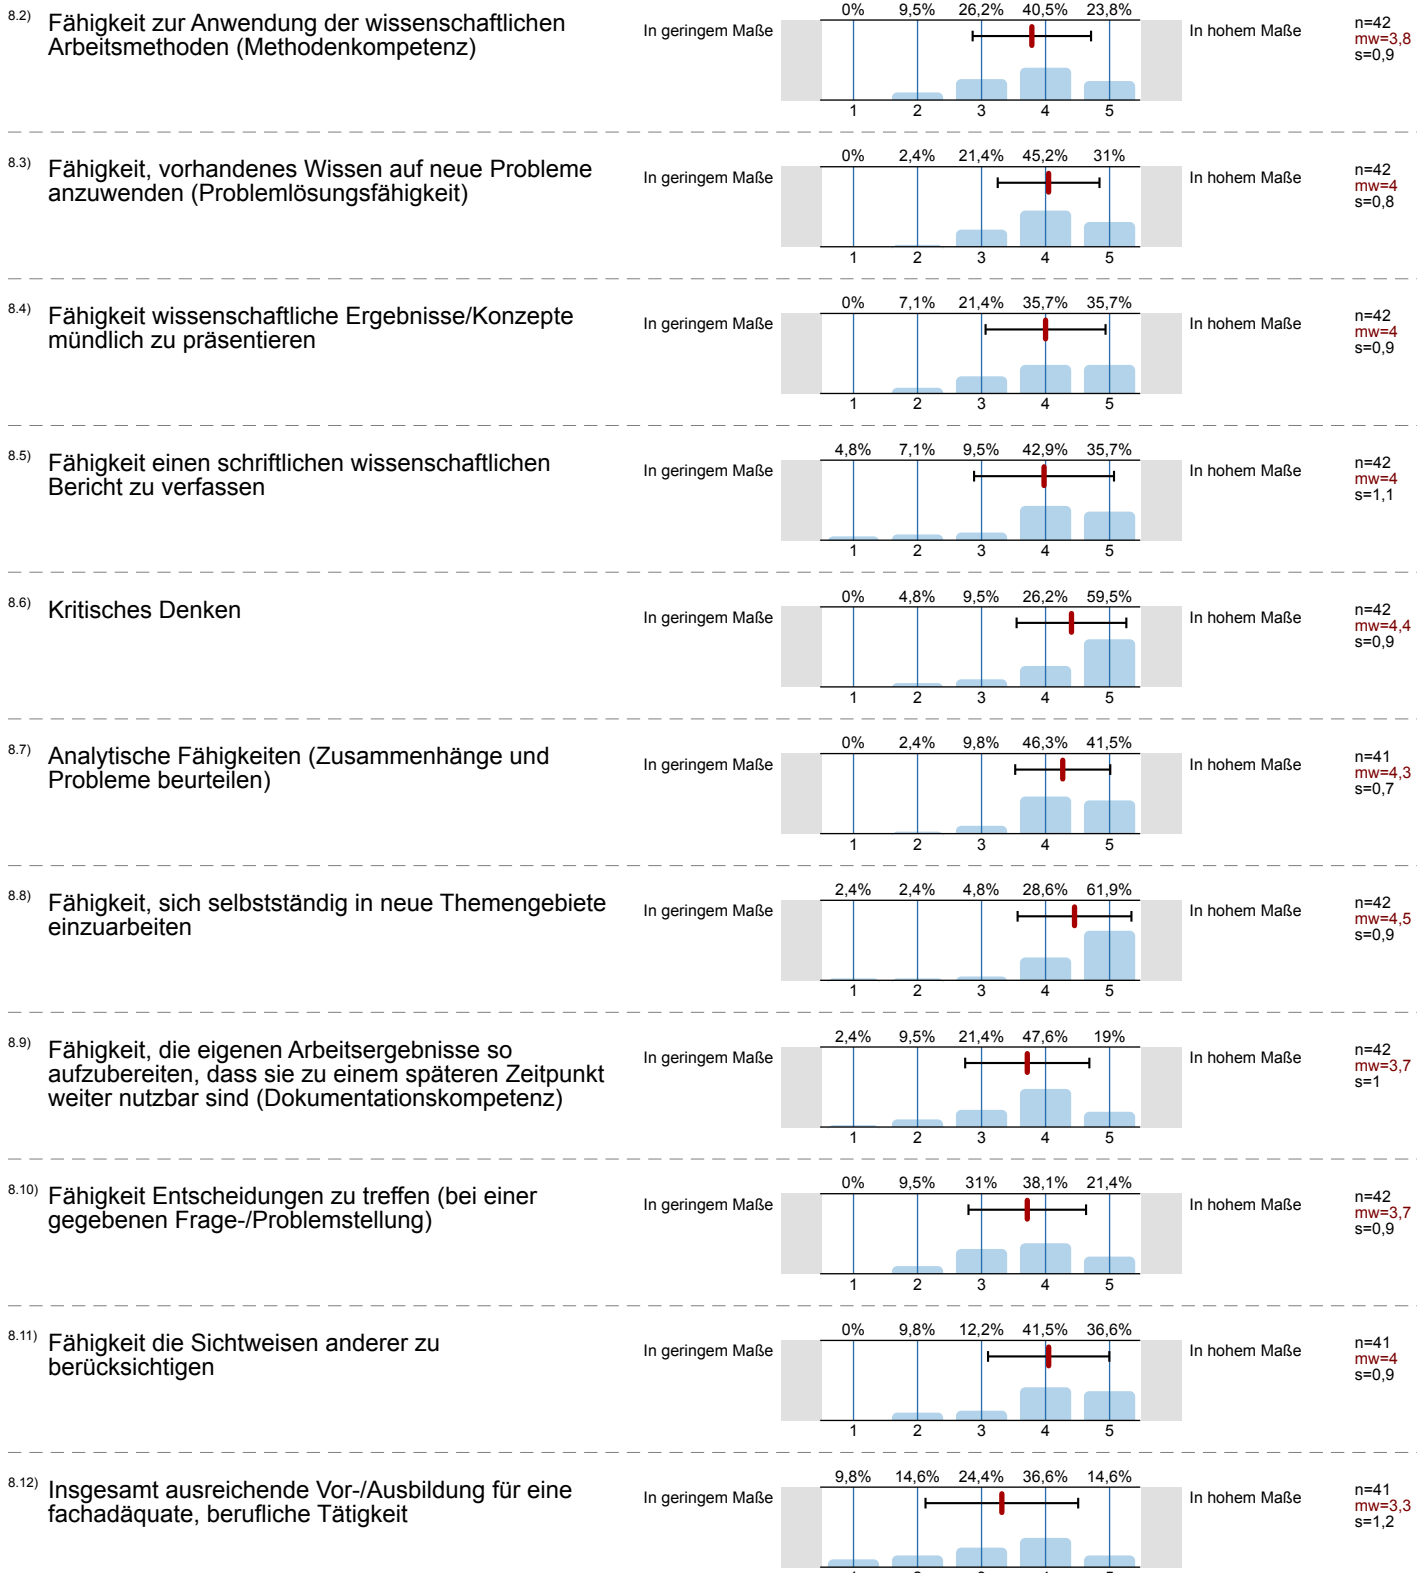 8.2) Fähigkeit zur Anwendung der wissenschaftlichen
Arbeitsmethoden (Methodenkompetenz)
In geringem Maße
0% 9,5% 26,2% 40,5% 23,8%
1 2 3 4 5
In hohem Maße
n=42
mw=3,8
s=0,9
8.3) Fähigkeit, vorhandenes Wissen auf neue Probleme
anzuwenden (Problemlösungsfähigkeit)
In geringem Maße
0% 2,4% 21,4% 45,2% 31%
1 2 3 4 5
In hohem Maße
n=42
mw=4
s=0,8
8.4) Fähigkeit wissenschaftliche Ergebnisse/Konzepte
mündlich zu präsentieren
In geringem Maße
0% 7,1% 21,4% 35,7% 35,7%
1 2 3 4 5
In hohem Maße
n=42
mw=4
s=0,9
8.5) Fähigkeit einen schriftlichen wissenschaftlichen
Bericht zu verfassen
In geringem Maße
4,8% 7,1% 9,5% 42,9% 35,7%
1 2 3 4 5
In hohem Maße
n=42
mw=4
s=1,1
8.6) Kritisches Denken
In geringem Maße
0% 4,8% 9,5% 26,2% 59,5%
1 2 3 4 5
In hohem Maße
n=42
mw=4,4
s=0,9
8.7) Analytische Fähigkeiten (Zusammenhänge und
Probleme beurteilen)
In geringem Maße
0% 2,4% 9,8% 46,3% 41,5%
1 2 3 4 5
In hohem Maße
n=41
mw=4,3
s=0,7
8.8) Fähigkeit, sich selbstständig in neue Themengebiete
einzuarbeiten
In geringem Maße
2,4% 2,4% 4,8% 28,6% 61,9%
1 2 3 4 5
In hohem Maße
n=42
mw=4,5
s=0,9
8.9) Fähigkeit, die eigenen Arbeitsergebnisse so
aufzubereiten, dass sie zu einem späteren Zeitpunkt
weiter nutzbar sind (Dokumentationskompetenz)
In geringem Maße
2,4% 9,5% 21,4% 47,6% 19%
1 2 3 4 5
In hohem Maße
n=42
mw=3,7
s=1
8.10) Fähigkeit Entscheidungen zu treffen (bei einer
gegebenen Frage-/Problemstellung)
In geringem Maße
0% 9,5% 31% 38,1% 21,4%
1 2 3 4 5
In hohem Maße
n=42
mw=3,7
s=0,9
8.11) Fähigkeit die Sichtweisen anderer zu
berücksichtigen
In geringem Maße
0% 9,8% 12,2% 41,5% 36,6%
1 2 3 4 5
In hohem Maße
n=41
mw=4
s=0,9
8.12) Insgesamt ausreichende Vor-/Ausbildung für eine
fachadäquate, berufliche Tätigkeit
In geringem Maße
9,8% 14,6% 24,4% 36,6% 14,6%
In hohem Maße
n=41
mw=3,3
s=1,2